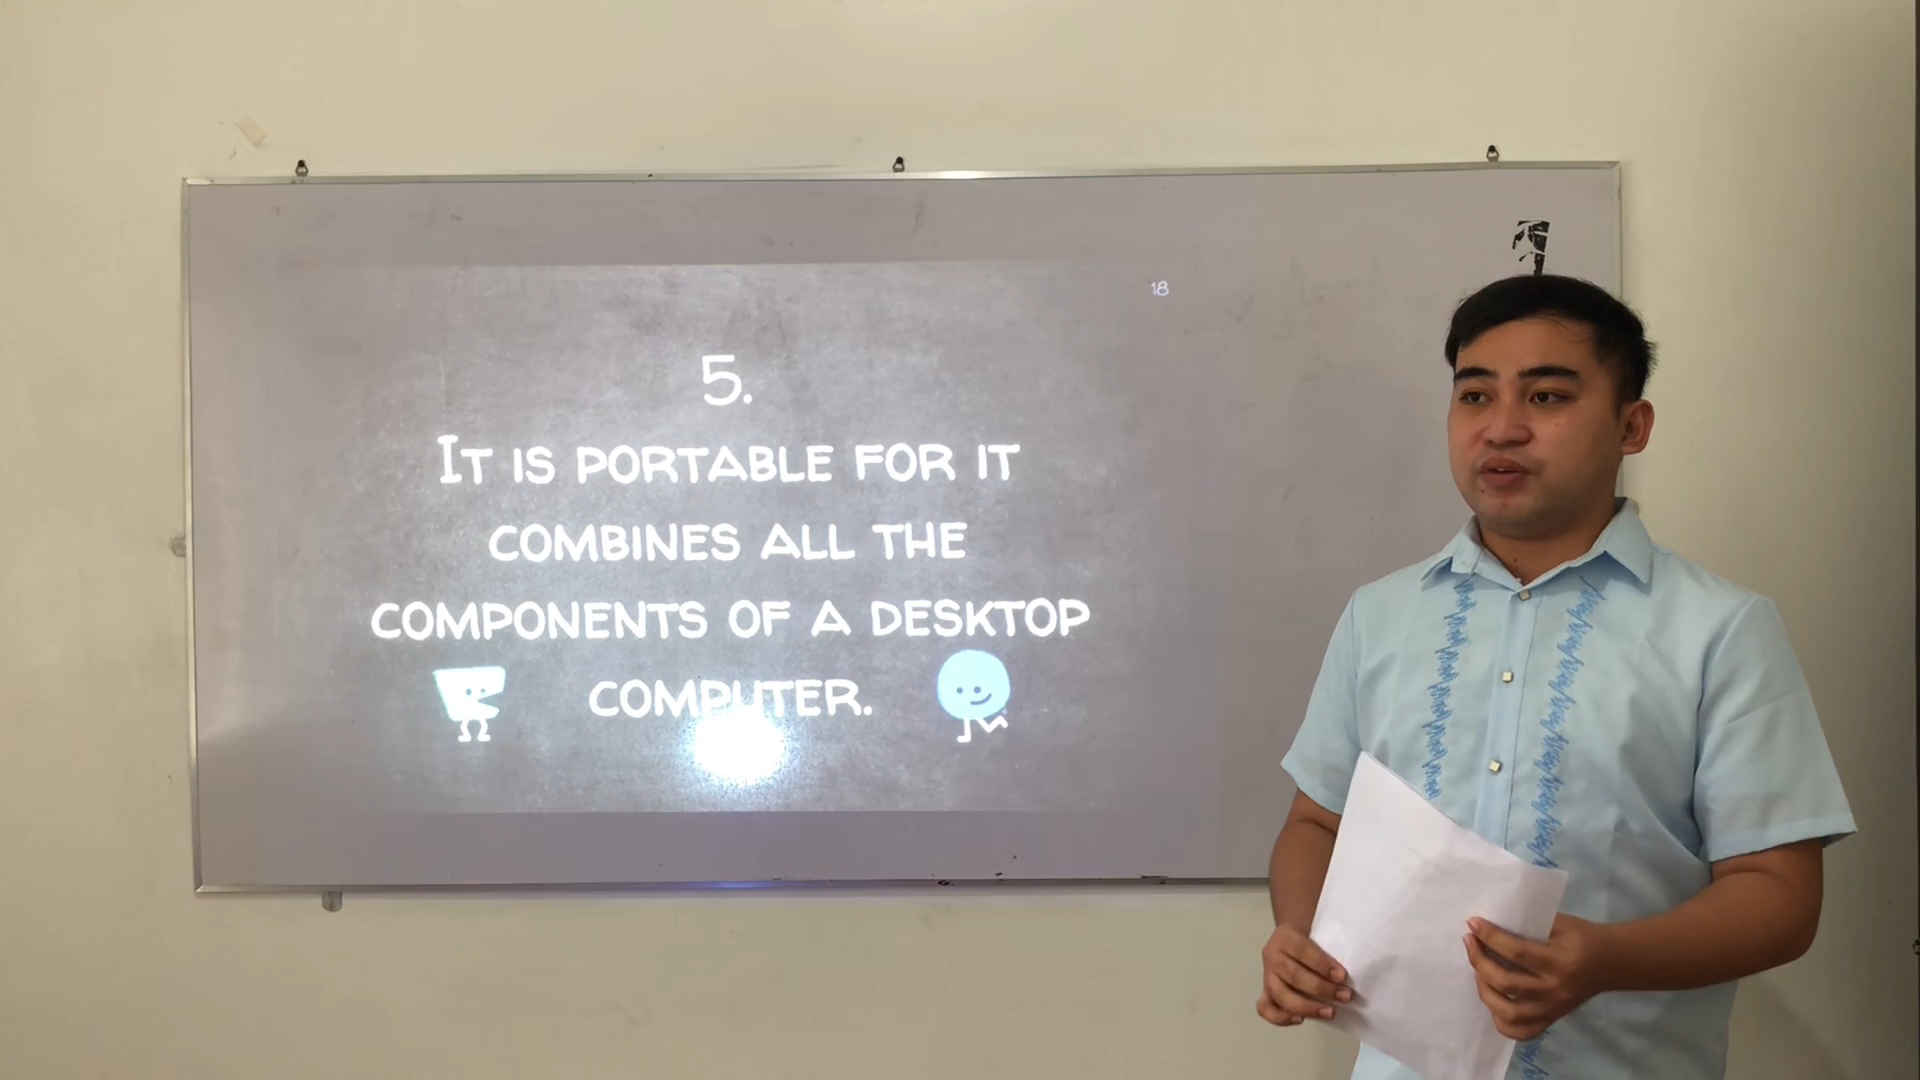 18
5.
IT IS PORTABLE FOR IT
COMBINES ALL THE
COMPONENTS OF A DESKTOP
COMPUTER.